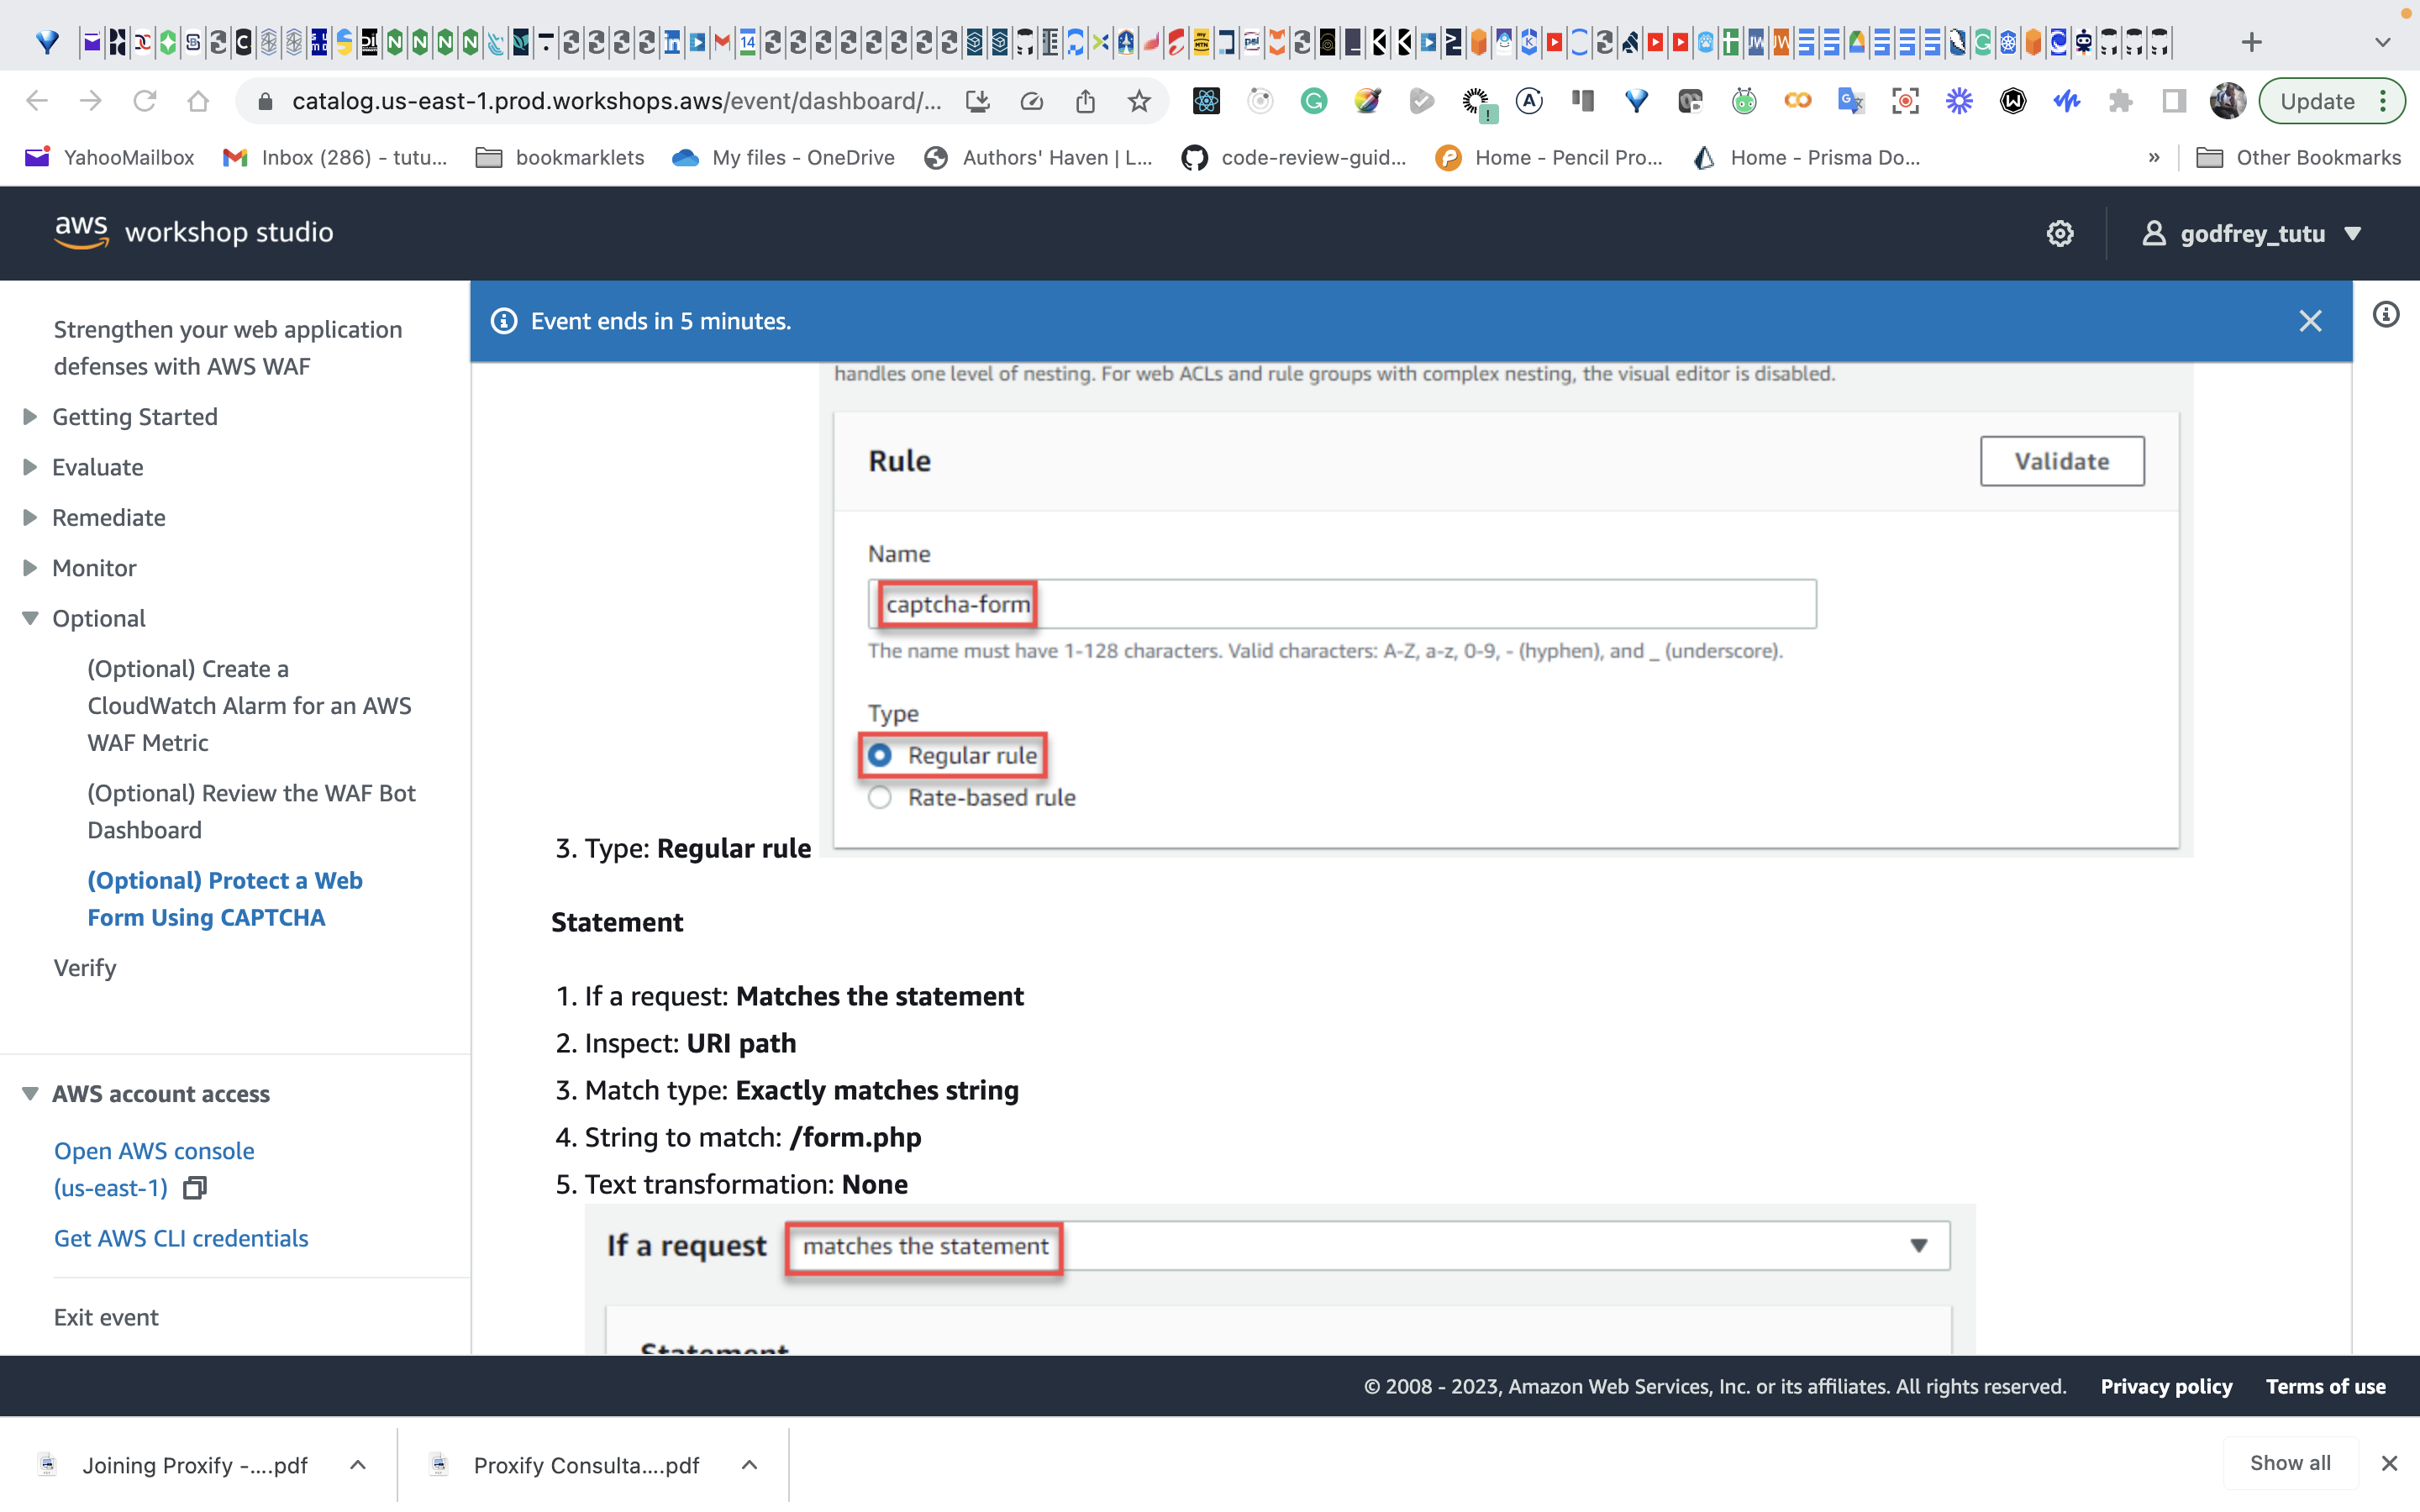 catalog.us-east-1.prod.workshops.aws/event/dashboard/...
Update
YahooMailbox
Inbox (286) - tutu...
bookmarklets
My files - OneDrive
Authors' Haven | L...
code-review-guid...
Home - Pencil Pro...
Home - Prisma Do...
»
Other Bookmarks
aws workshop studio
godfrey_tutu
Strengthen your web application
defenses with AWS WAF
Getting Started
Evaluate
Remediate
Monitor
Optional
(Optional) Create a
CloudWatch Alarm for an AWS
WAF Metric
(Optional) Review the WAF Bot
Dashboard
(Optional) Protect a Web
Form Using CAPTCHA
Verify
AWS account access
Open AWS console
(us-east-1)
Get AWS CLI credentials
Exit event
Event ends in 5 minutes.
handles one level of nesting. For web ACLs and rule groups with complex nesting, the visual editor is disabled.
Rule
Validate
Name
captcha-form
The name must have 1-128 characters. Valid characters: A-Z, a-z, 0-9, - (hyphen), and _ (underscore).
Type
Regular rule
Rate-based rule
3. Type: Regular rule
Statement
1. If a request: Matches the statement
2. Inspect: URI path
3. Match type: Exactly matches string
4. String to match: /form.php
5. Text transformation: None
If a request
matches the statement
Statement
© 2008 - 2023, Amazon Web Services, Inc. or its affiliates. All rights reserved.
Privacy policy
Terms of use
Joining Proxify -....pdf
Proxify Consulta....pdf
Show all